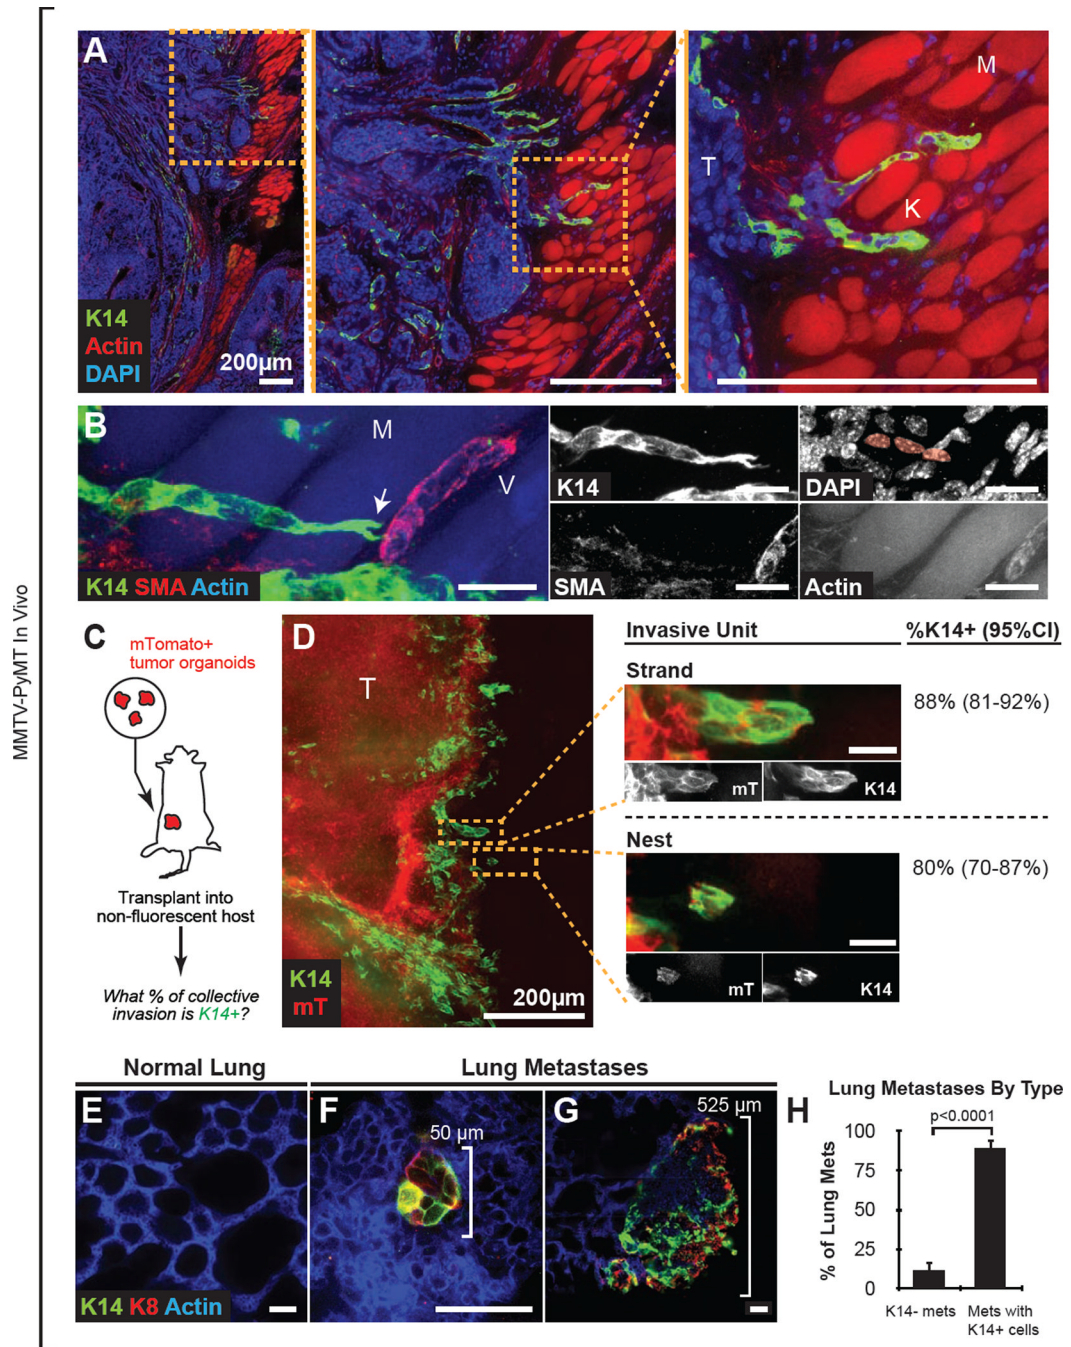 MMTV-PyMT In Vivo
A
K14
Actin
DAPI
200µm
T
K
M
B
M
V
K14 SMA Actin
K14
DAPI
SMA
Actin
C
mTomato+
tumor organoids
Transplant into
non-fluorescent host
What % of collective
invasion is K14+?
D
T
K14
mT
200µm
Invasive Unit
%K14+ (95%CI)
Strand
88% (81-92%)
mT
K14
Nest
80% (70-87%)
mT
K14
Normal Lung
Lung Metastases
E
K14 K8 Actin
F
50 µm
G
525 µm
H
Lung Metastases By Type
p<0.0001
% of Lung Mets
100
75
50
25
0
K14- mets
Mets with
K14+ cells